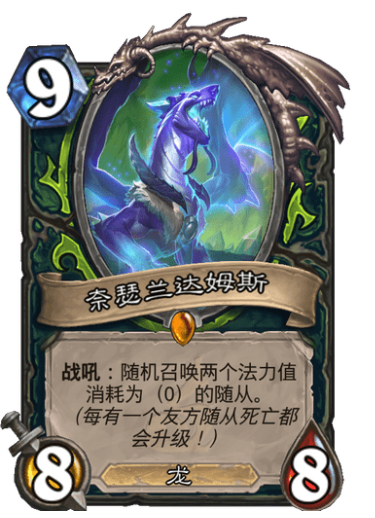 9
奈瑟兰达姆斯
战吼：随机召唤两个法力值
消耗为（0）的随从。
（每有一个友方随从死亡都
会升级！）
8
龙
8